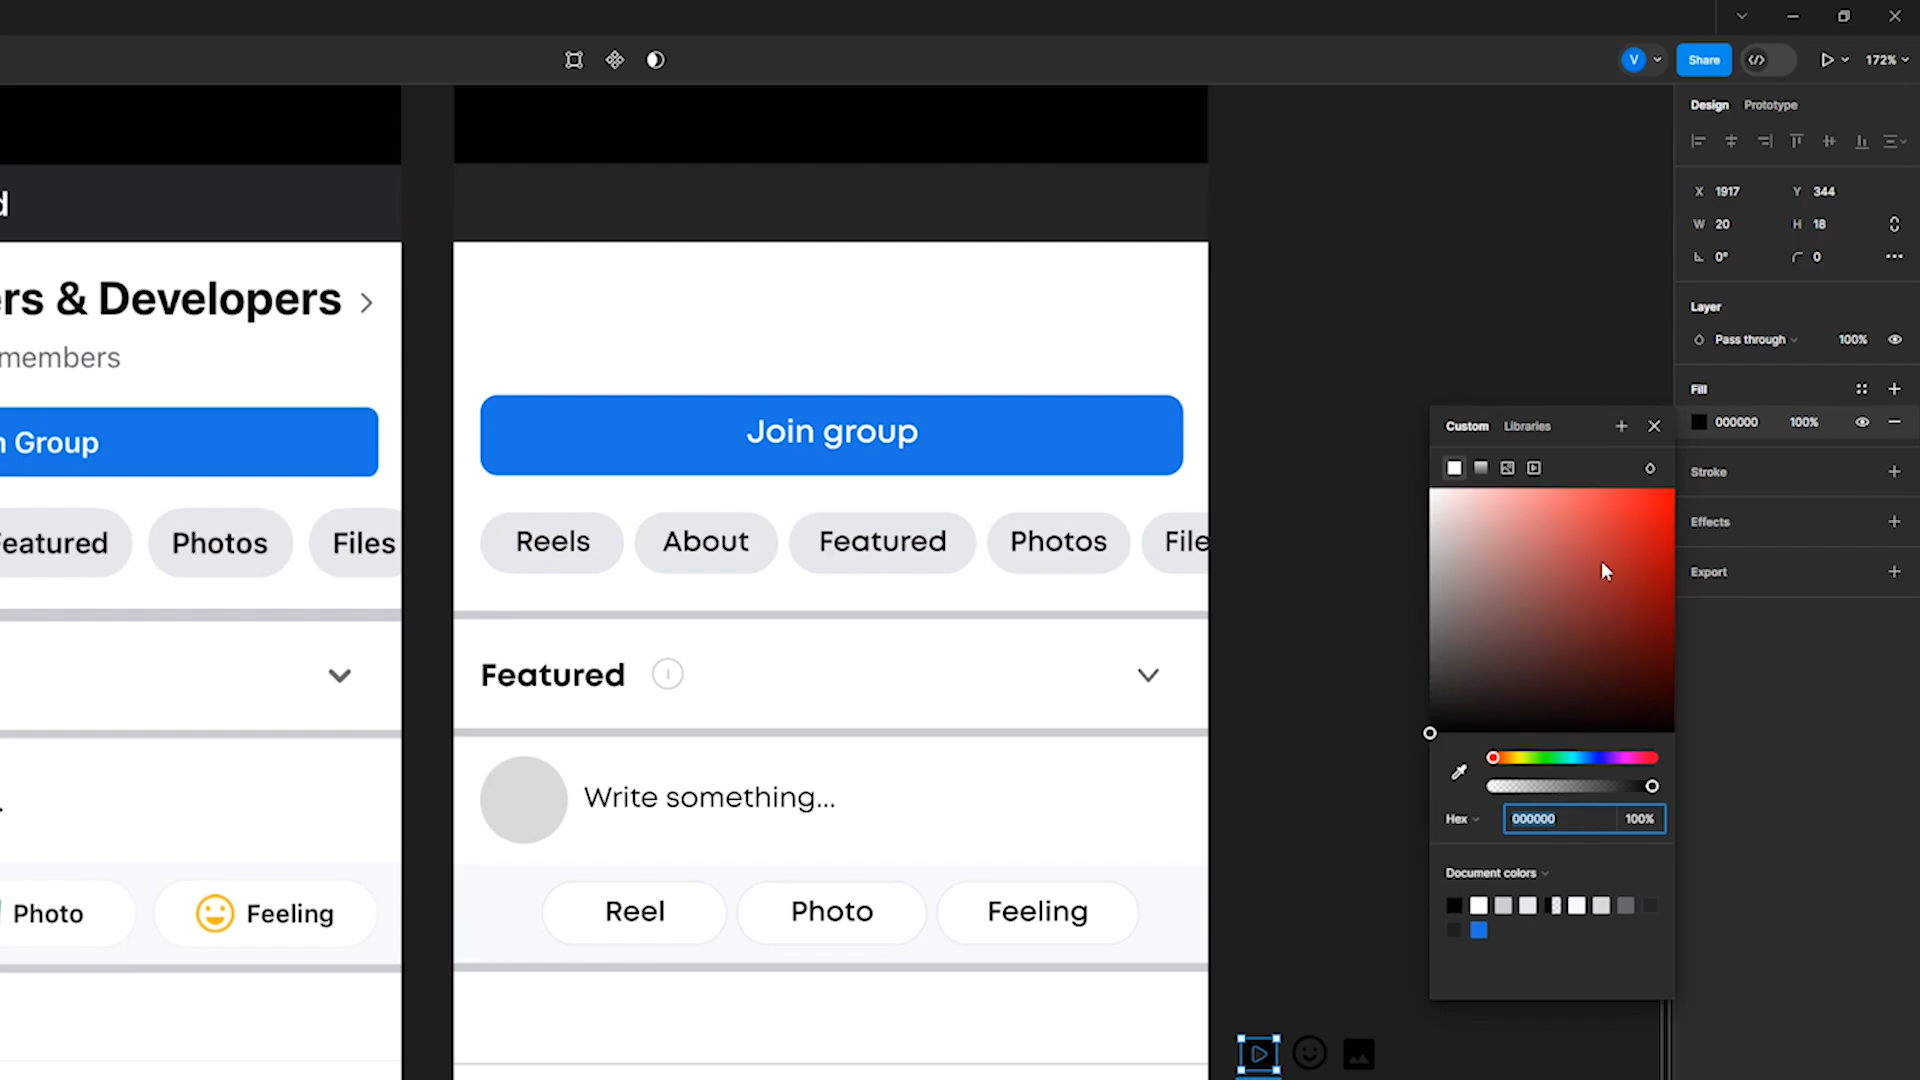 V
Share
172%
Design
Prototype
X 1917
Y 344
W 20
H 18
0°
0
Layer
Pass through
100%
Fill
000000
100%
Stroke
Effects
Export
Custom
Libraries
Hex
000000
100%
Document colors
d
ers & Developers
members
n Group
Featured
Photos
Files
Photo
Feeling
Join group
Reels
About
Featured
Photos
File
Featured
Write something...
Reel
Photo
Feeling